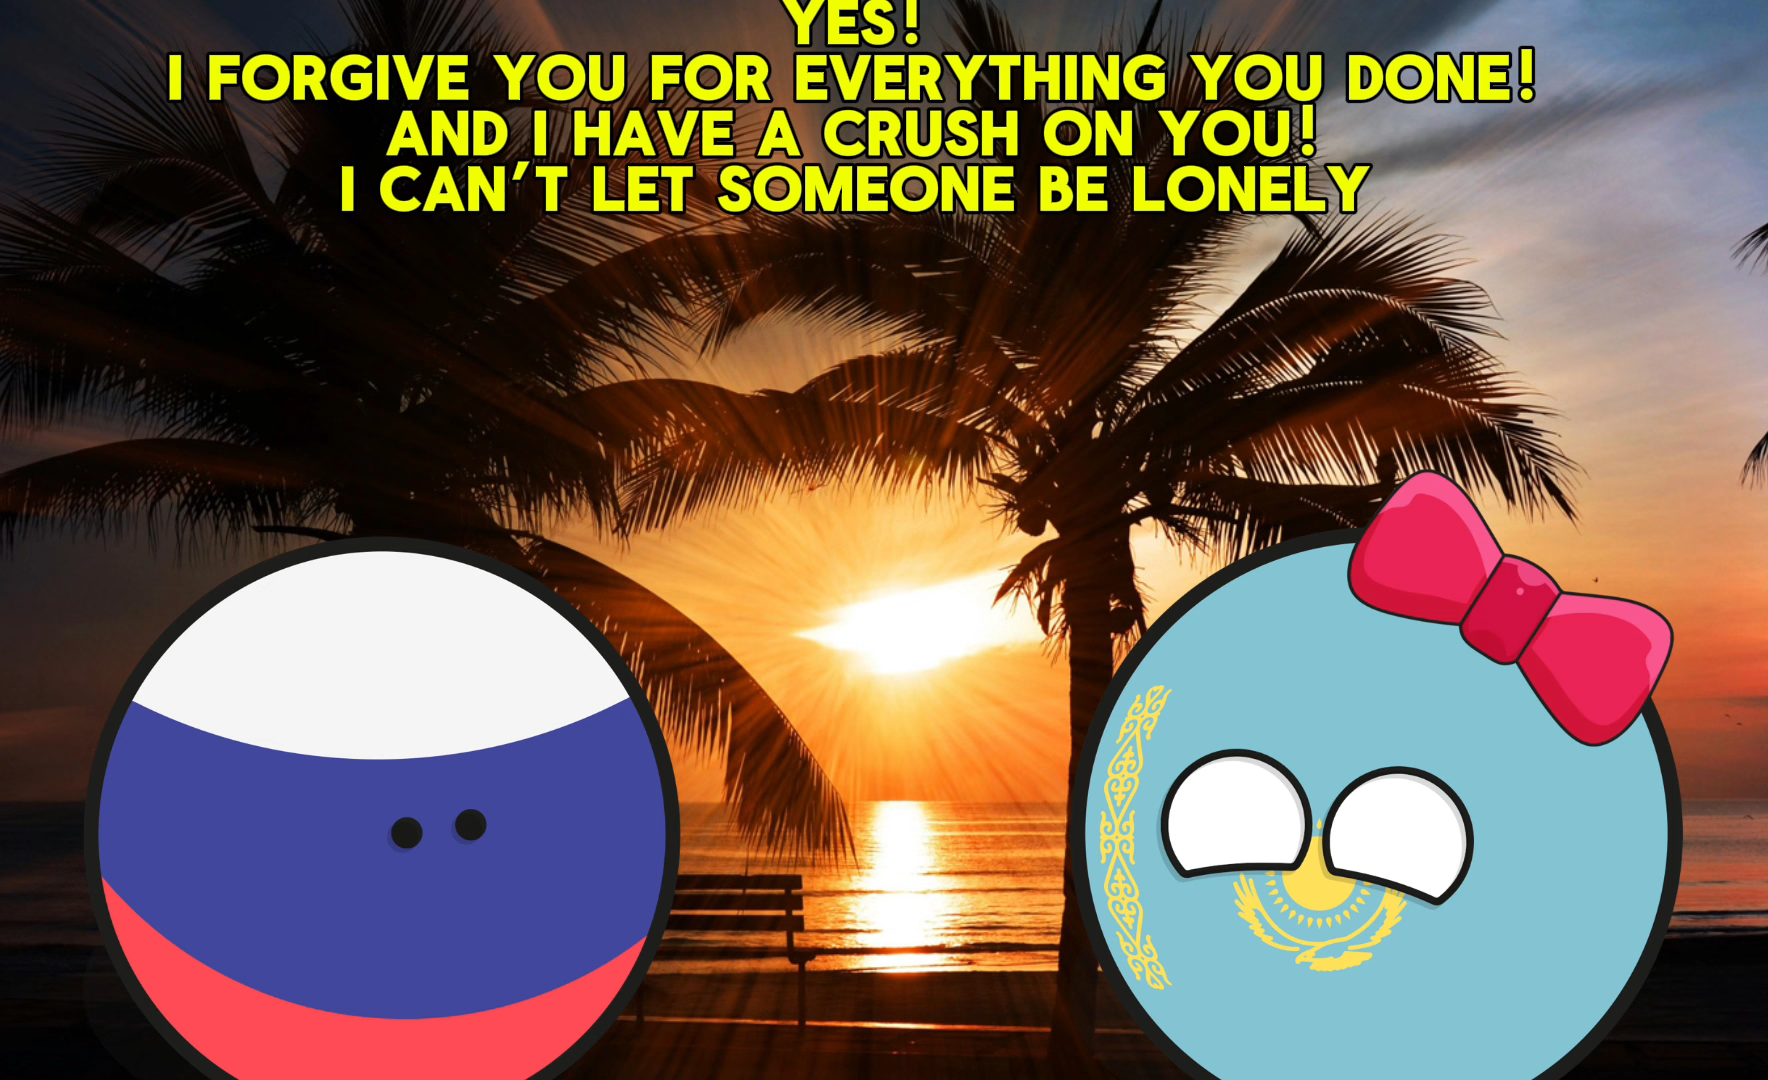 YES!
I FORGIVE YOU FOR EVERYTHING YOU DONE!
AND I HAVE A CRUSH ON YOU!
I CAN'T LET SOMEONE BE LONELY